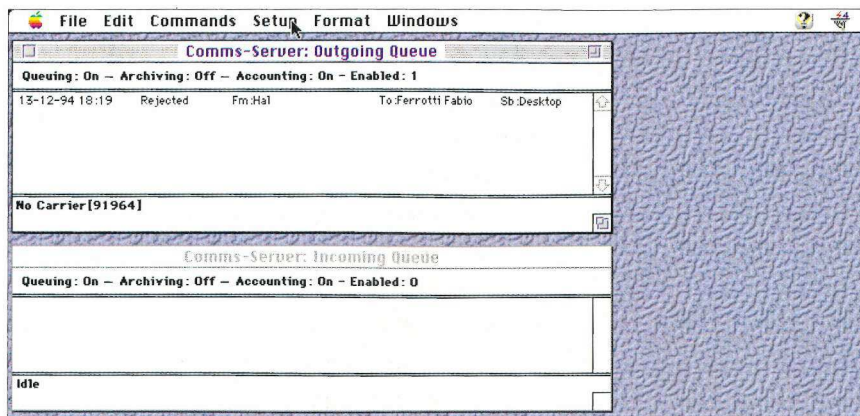 File Edit Commands Setup Format Windows
Comms-Server: Outgoing Queue
Queuing: On — Archiving: Off — Accounting: On - Enabled: 1
13-12-94 18:19 Rejected Fm:Hal To:Ferrotti Fabio Sb:Desktop
No Carrier[91964]
Comms-Server: Incoming Queue
Queuing: On — Archiving: Off — Accounting: On - Enabled: 0
Idle